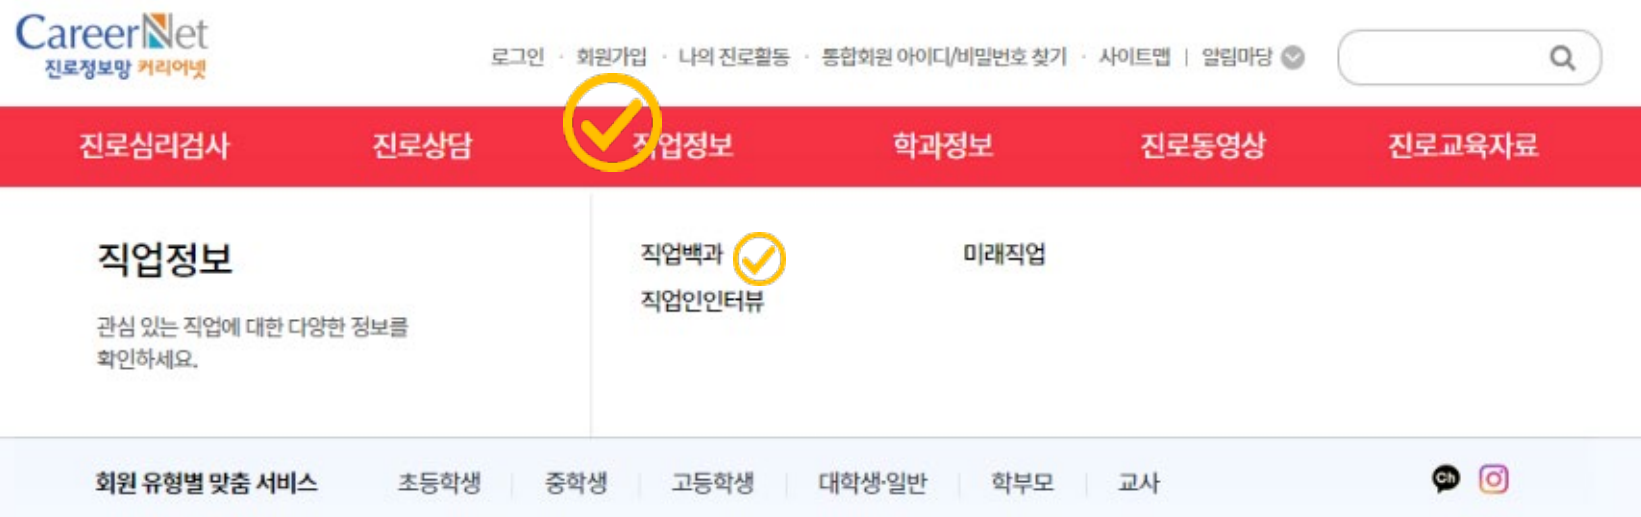 CareerNet
진로정보망 커리어넷
로그인 · 회원가입 · 나의 진로활동 · 통합회원 아이디/비밀번호 찾기 · 사이트맵 | 알림마당
진로심리검사 진로상담 직업정보 학과정보 진로동영상 진로교육자료
직업정보
관심 있는 직업에 대한 다양한 정보를
확인하세요.
직업백과 미래직업
직업인인터뷰
회원 유형별 맞춤 서비스 초등학생 중학생 고등학생 대학생·일반 학부모 교사 Ch